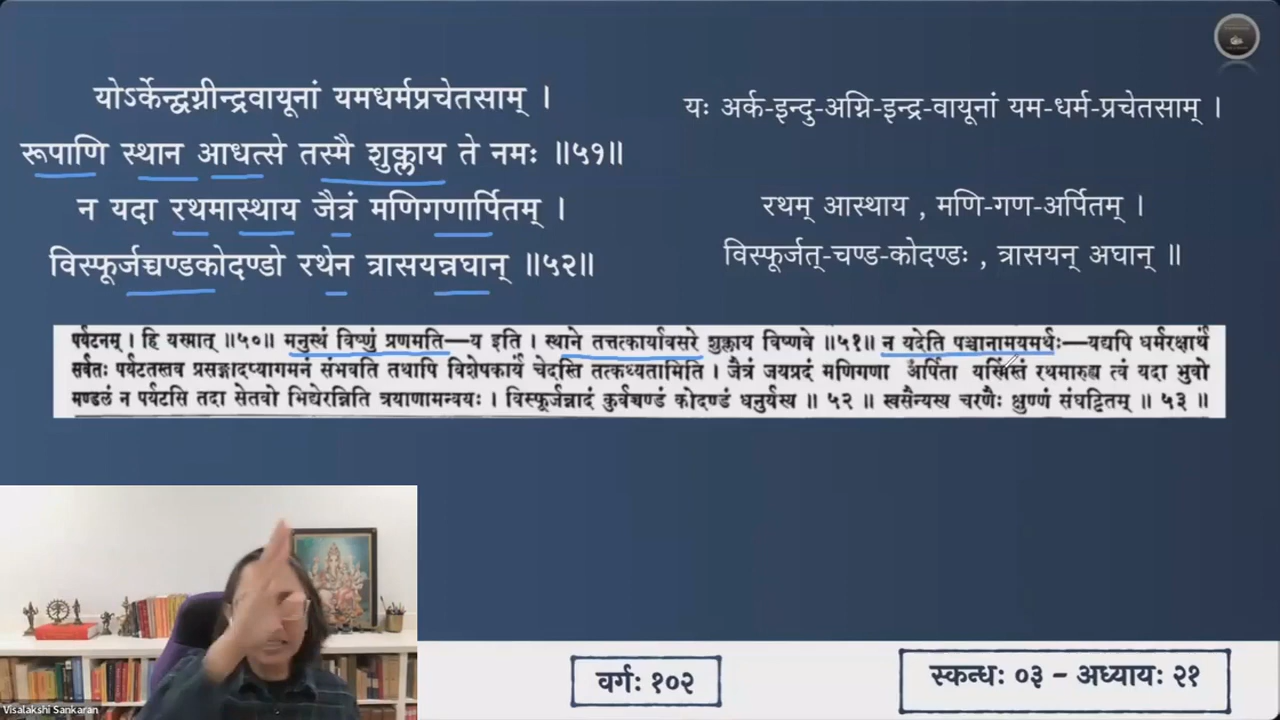 योऽर्केन्द्वग्नीन्द्रवायूनां यमधर्मप्रचेतसाम् ।
रूपाणि स्थान आधत्से तस्मै शुक्लाय ते नमः ॥५१॥
न यदा रथमास्थाय जैत्रं मणिगणार्पितम् ।
विस्फूर्जच्चण्डकोदण्डो रथेन त्रासयन्नघान् ॥५२॥
यः अर्क-इन्दु-अग्नि-इन्द्र-वायूनां यम-धर्म-प्रचेतसाम् ।
रथम् आस्थाय , मणि-गण-अर्पितम् ।
विस्फूर्जत्-चण्ड-कोदण्डः , त्रासयन् अघान् ॥
पर्यटनम् । हि यस्मात् ॥५०॥ मनुस्थं विष्णुं प्रणमति—य इति । स्थाने तत्तत्कार्यावसरे शुक्लाय विष्णवे ॥५१॥ न यदेति पञ्चानामयमर्थः—यद्यपि धर्मरक्षार्थं
सर्वतः पर्यटतस्तव प्रसङ्गादप्यागमनं संभवति तथापि विशेषकार्यं चेदस्ति तत्कथ्यतामिति । जैत्रं जयप्रदं मणिगणा अर्पिता यस्मिंस्तं रथमारुह्य त्वं यदा भुवो
मण्डलं न पर्यटसि तदा सेतवो भिद्येरन्निति त्रयाणामन्वयः । विस्फूर्जन्नादं कुर्वच्चण्डं कोदण्डं धनुर्यस्य ॥ ५२ ॥ स्वसैन्यस्य चरणैः क्षुण्णं संघट्टितम् ॥ ५३ ॥
Visalakshi Sankaran
वर्गः १०२
स्कन्धः ०३ - अध्यायः २१